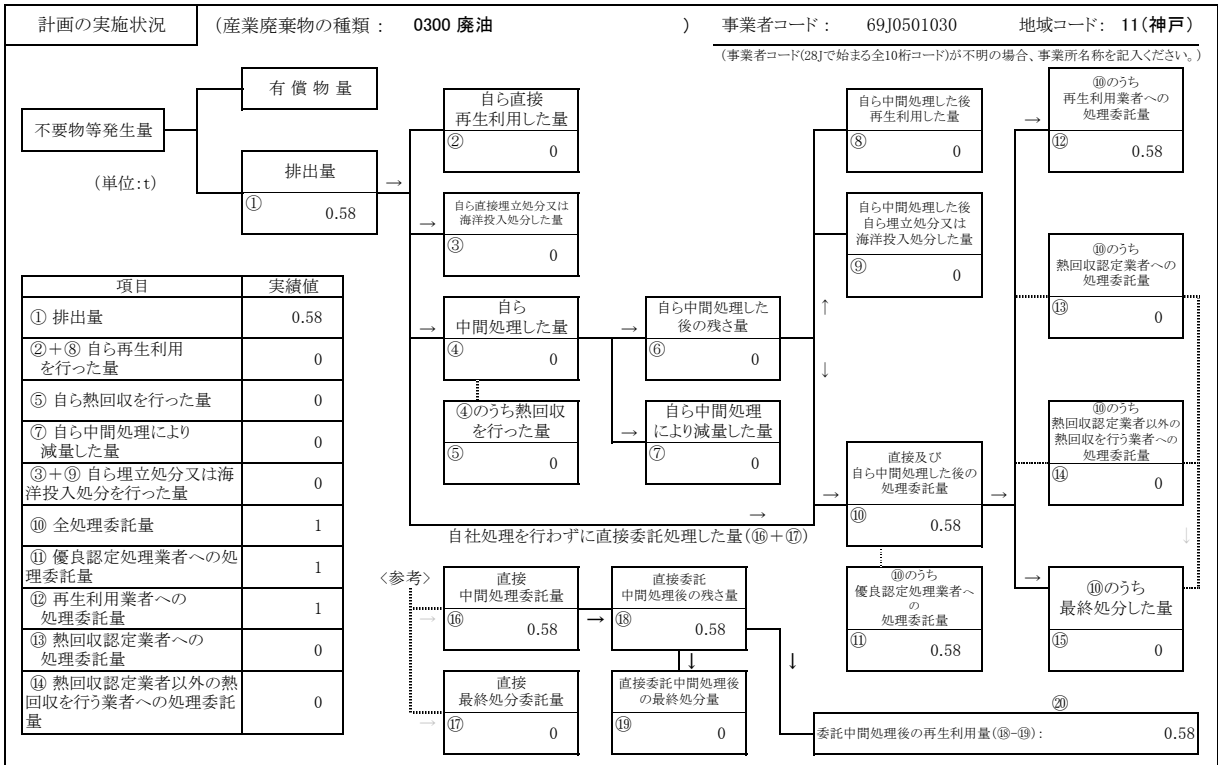 計画の実施状況
(産業廃棄物の種類： 0300 廃油 )
事業者コード： 69J0501030
地域コード： 11(神戸)
(事業者コード(28Jで始まる全10桁コード)が不明の場合、事業所名称を記入ください。)
不要物等発生量
(単位:t)
有 償 物 量
排出量
①
0.58
→
自ら直接
再生利用した量
②
0
→
自ら直接埋立処分又は
海洋投入処分した量
③
0
→
自ら
中間処理した量
④
0
④のうち熱回収
を行った量
⑤
0
→
自ら中間処理した
後の残さ量
⑥
0
→
自ら中間処理
により減量した量
⑦
0
↑
↓
自ら中間処理した後
再生利用した量
⑧
0
自ら中間処理した後
自ら埋立処分又は
海洋投入処分した量
⑨
0
→
→
自社処理を行わずに直接委託処理した量(⑯+⑰)
直接及び
自ら中間処理した後の
処理委託量
⑩
0.58
→
⑩のうち
優良認定処理業者へ
の
処理委託量
⑪
0.58
→
⑩のうち
再生利用業者への
処理委託量
⑫
0.58
⑩のうち
熱回収認定業者への
処理委託量
⑬
0
⑩のうち
熱回収認定業者以外の
熱回収を行う業者への
処理委託量
⑭
0
↓
→
⑩のうち
最終処分した量
⑮
0
項目 実績値
① 排出量 0.58
②+⑧ 自ら再生利用
を行った量 0
⑤ 自ら熱回収を行った量 0
⑦ 自ら中間処理により
減量した量 0
③+⑨ 自ら埋立処分又は海
洋投入処分を行った量 0
⑩ 全処理委託量 1
⑪ 優良認定処理業者への処
理委託量 1
⑫ 再生利用業者への
処理委託量 1
⑬ 熱回収認定業者への
処理委託量 0
⑭ 熱回収認定業者以外の熱
回収を行う業者への処理委託
量 0
〈参考〉
→
直接
中間処理委託量
⑯
0.58
→
直接委託
中間処理後の残さ量
⑱
0.58
↓
↓
→
直接
最終処分委託量
⑰
0
直接委託中間処理後
の最終処分量
⑲
0
⑳
委託中間処理後の再生利用量(⑱-⑲)： 0.58